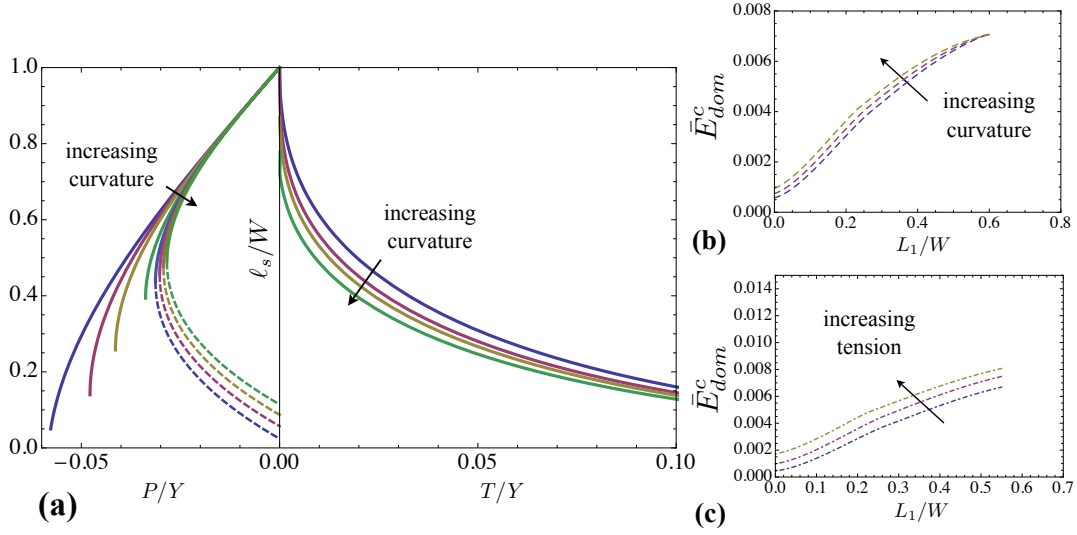 1.0
0.8
0.6
0.4
0.2
0.0
−0.05
0.00
0.05
0.10
P/Y
T/Y
ℓ_s/W
increasing
curvature
increasing
curvature
(a)
0.008
0.006
0.004
0.002
0.000
0.0
0.2
0.4
0.6
0.8
Ē^c_dom
L_1/W
increasing
curvature
(b)
0.014
0.012
0.010
0.008
0.006
0.004
0.002
0.000
0.0
0.1
0.2
0.3
0.4
0.5
0.6
0.7
Ē^c_dom
L_1/W
increasing
tension
(c)